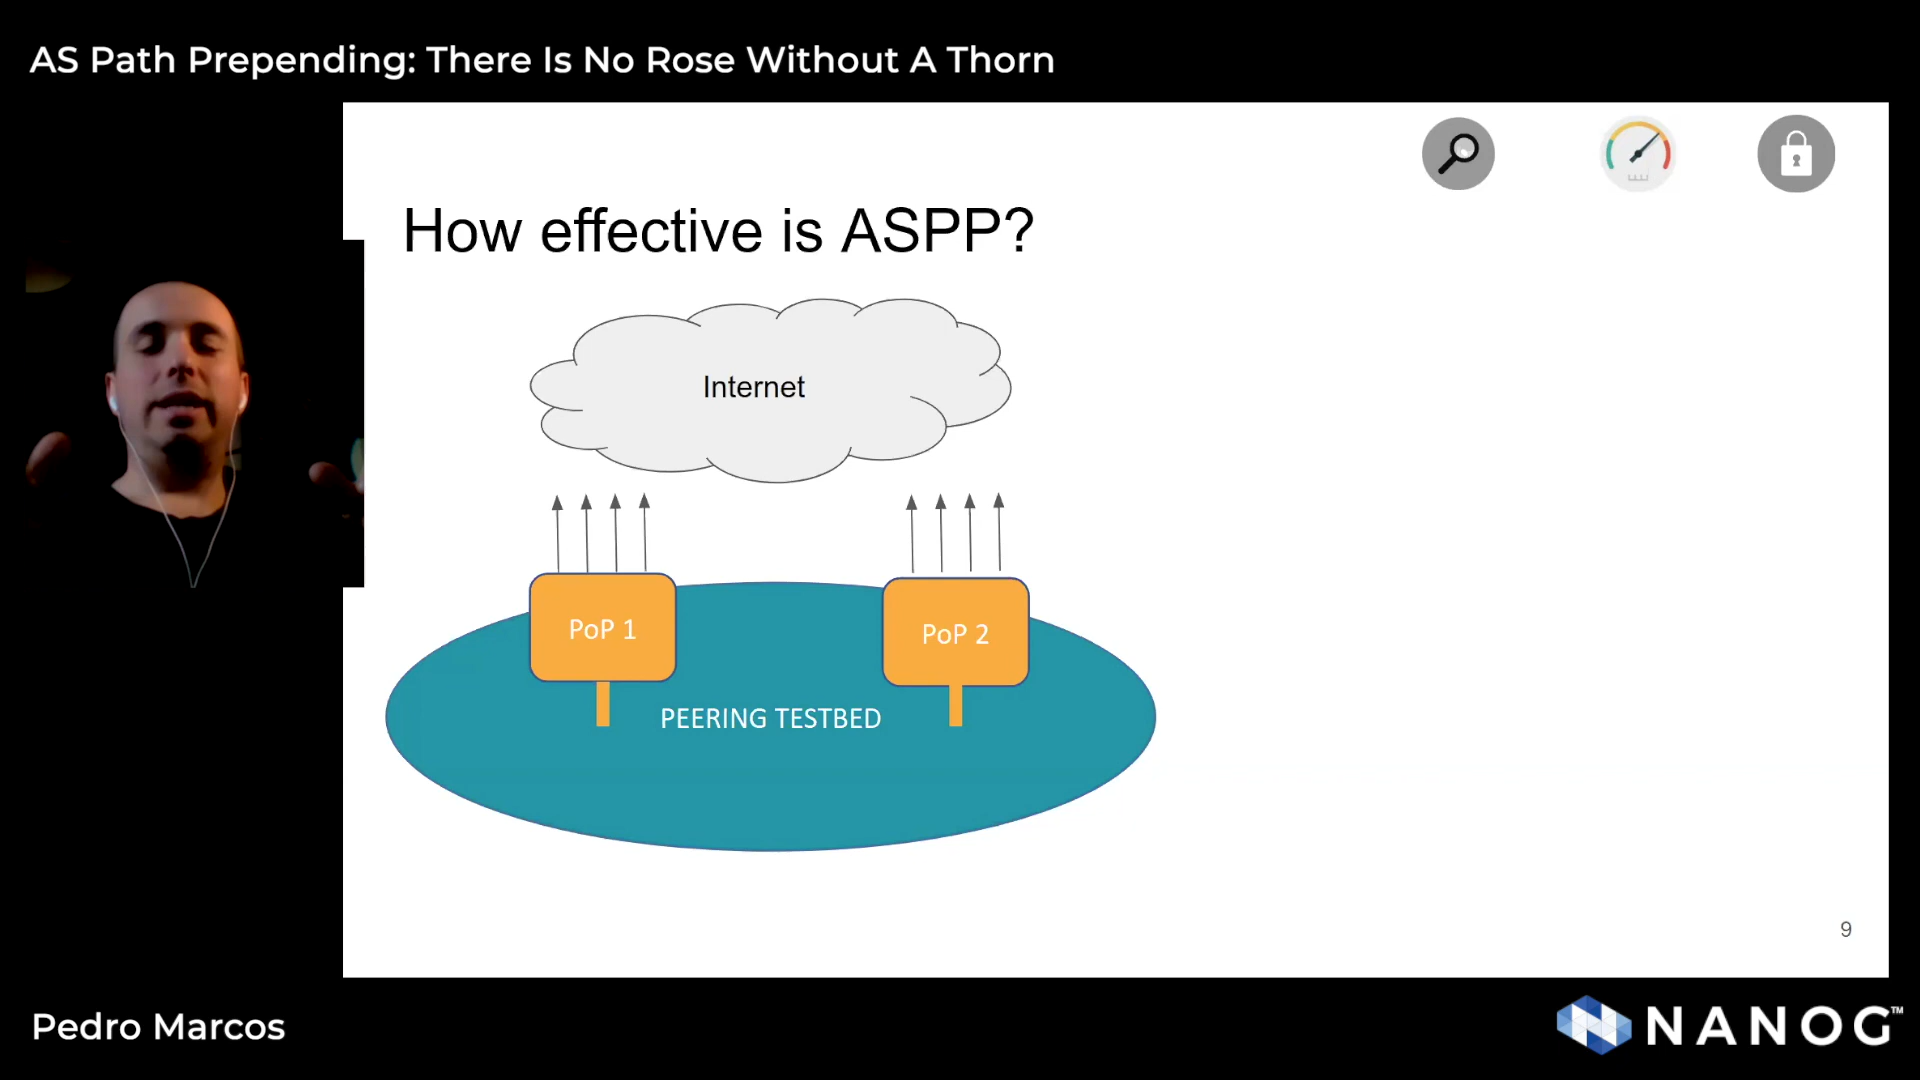 AS Path Prepending: There Is No Rose Without A Thorn
How effective is ASPP?
Internet
PoP 1
PoP 2
PEERING TESTBED
9
Pedro Marcos
NANOG™